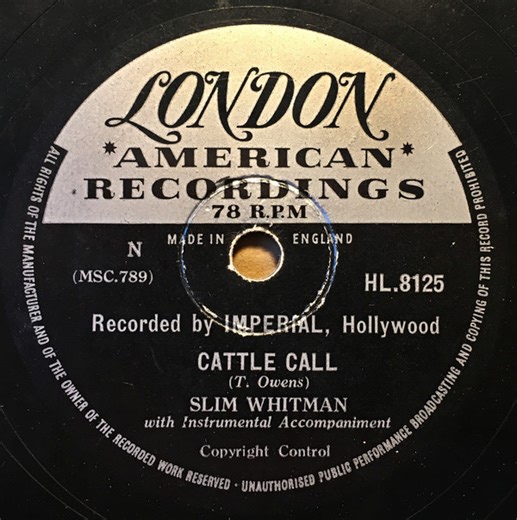 LONDON
*AMERICAN*
RECORDINGS
78 R.P.M
MADE IN ENGLAND
N
(MSC.789)
HL.8125
Recorded by IMPERIAL, Hollywood
CATTLE CALL
(T. Owens)
SLIM WHITMAN
with Instrumental Accompaniment
Copyright Control
ALL RIGHTS OF THE MANUFACTURER AND OF THE OWNER OF THE RECORDED WORK RESERVED · UNAUTHORISED PUBLIC PERFORMANCE BROADCASTING AND COPYING OF THIS RECORD PROHIBITED